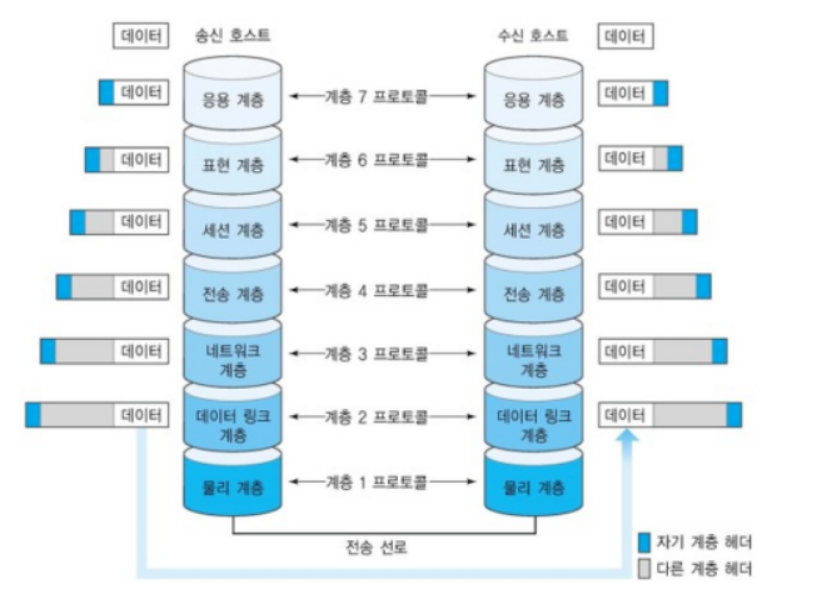 데이터 송신 호스트 수신 호스트 데이터
데이터 응용 계층 계층 7 프로토콜 응용 계층 데이터
데이터 표현 계층 계층 6 프로토콜 표현 계층 데이터
데이터 세션 계층 계층 5 프로토콜 세션 계층 데이터
데이터 전송 계층 계층 4 프로토콜 전송 계층 데이터
데이터 네트워크 계층 3 프로토콜 네트워크 데이터
계층 계층
데이터 데이터 링크 계층 2 프로토콜 데이터 링크 데이터
계층 계층
물리 계층 계층 1 프로토콜 물리 계층
전송 선로
자기 계층 헤더
다른 계층 헤더